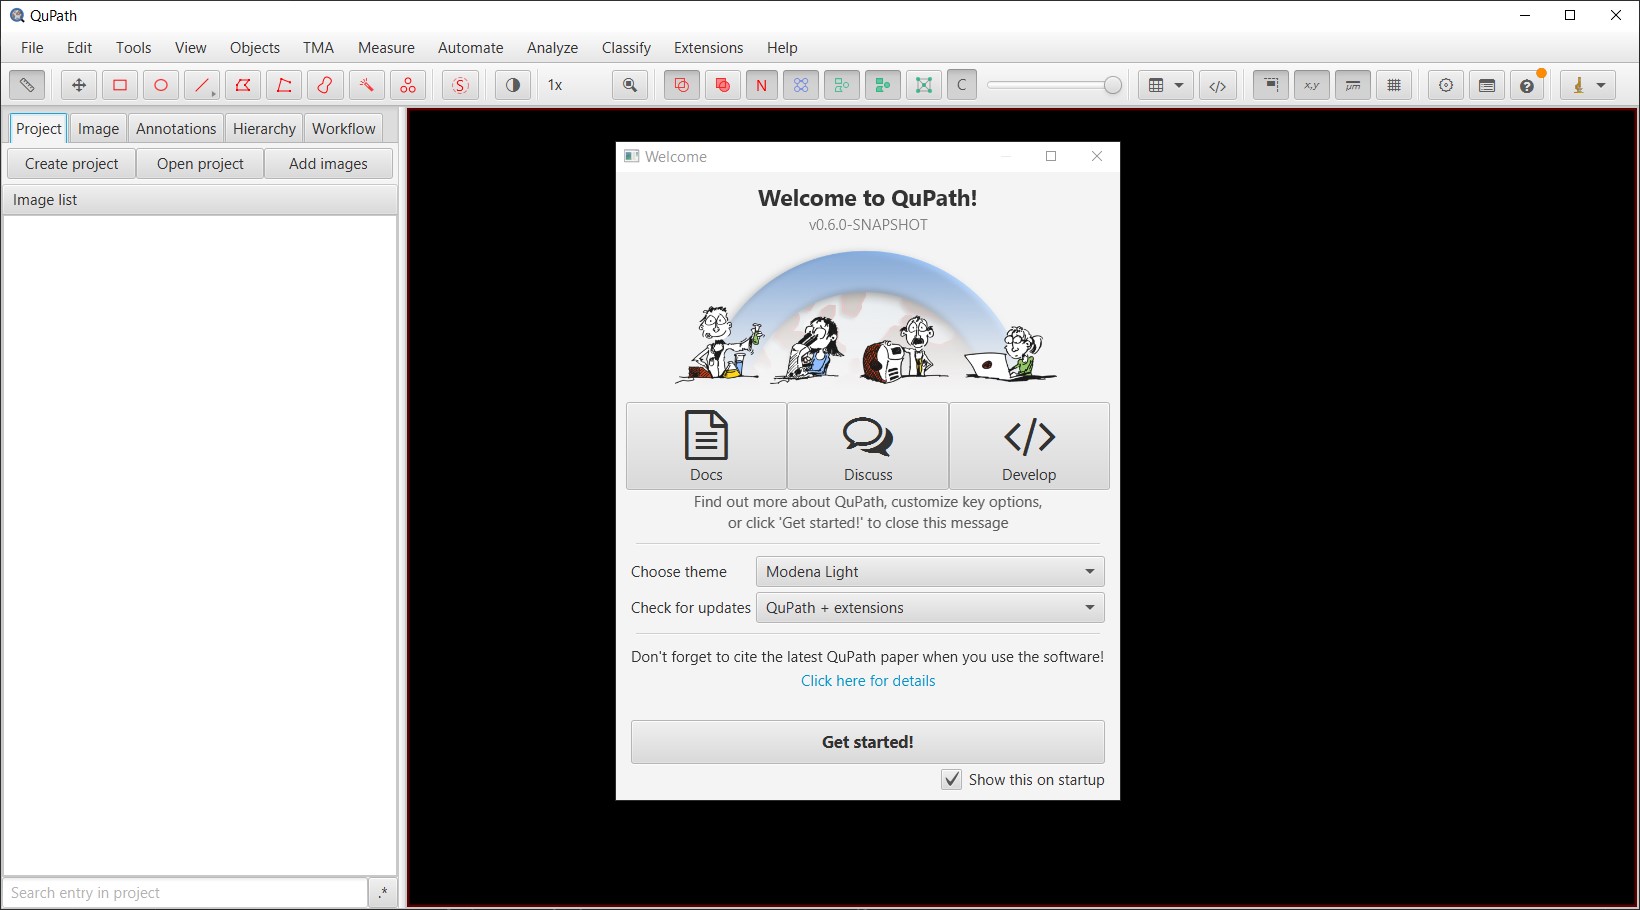 QuPath
File Edit Tools View Objects TMA Measure Automate Analyze Classify Extensions Help
S 1x N C x,y μm
Project Image Annotations Hierarchy Workflow
Create project Open project Add images
Image list
Search entry in project .*
Welcome
Welcome to QuPath!
v0.6.0-SNAPSHOT
Docs Discuss Develop
Find out more about QuPath, customize key options,
or click 'Get started!' to close this message
Choose theme Modena Light
Check for updates QuPath + extensions
Don't forget to cite the latest QuPath paper when you use the software!
Click here for details
Get started!
Show this on startup